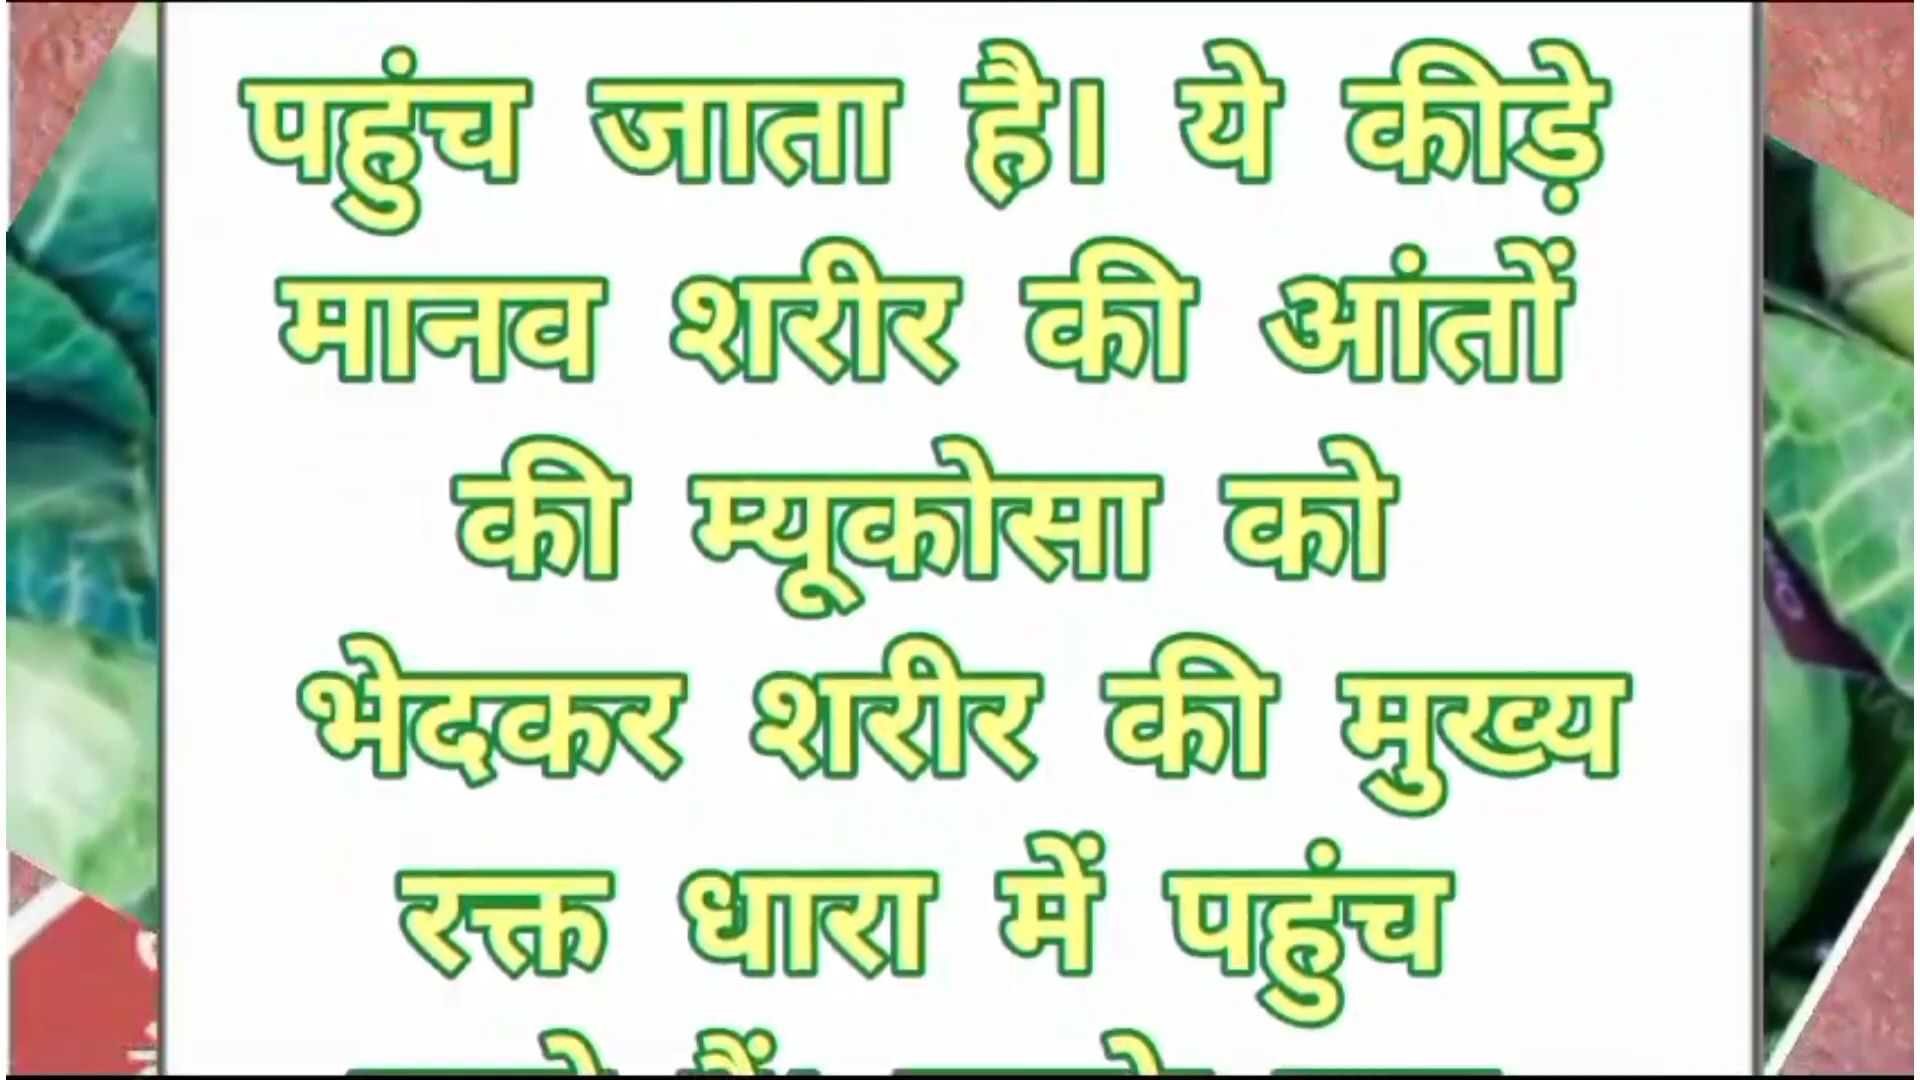 पहुंच जाता है। ये कीड़े
मानव शरीर की आंतों
की म्यूकोसा को
भेदकर शरीर की मुख्य
रक्त धारा में पहुंच